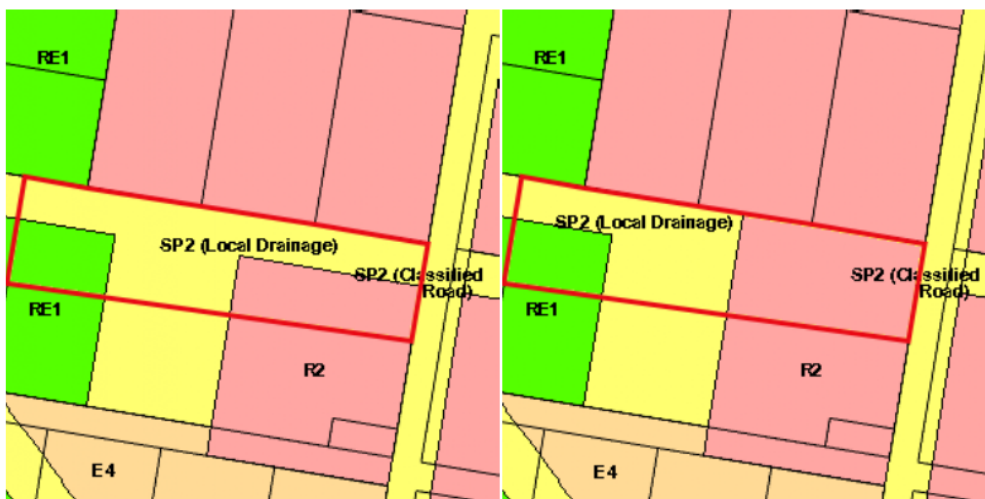 RE1
SP2 (Local Drainage)
SP2 (Classified
Road)
RE1
R2
E4
RE1
SP2 (Local Drainage)
SP2 (Classified
Road)
RE1
R2
E4